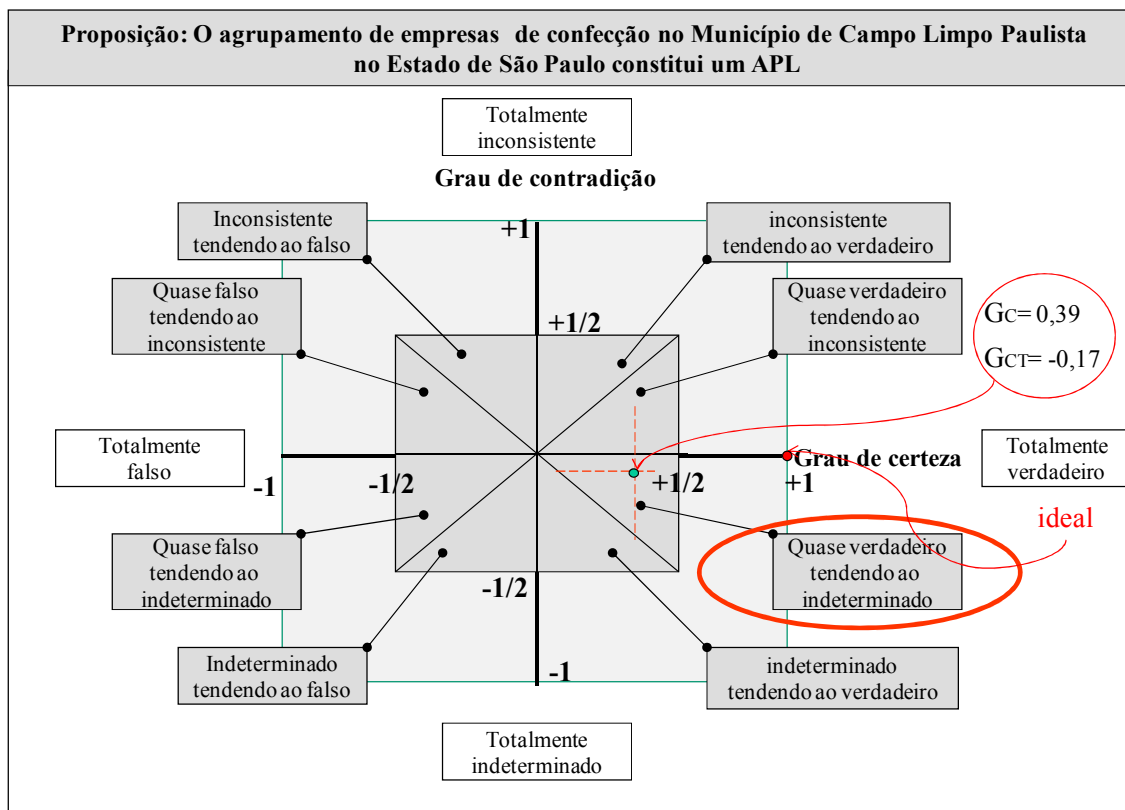 Proposição: O agrupamento de empresas de confecção no Município de Campo Limpo Paulista
no Estado de São Paulo constitui um APL
Totalmente
inconsistente
Grau de contradição
Inconsistente
tendendo ao falso
+1
inconsistente
tendendo ao verdadeiro
Quase falso
tendendo ao
inconsistente
+1/2
Quase verdadeiro
tendendo ao
inconsistente
GC= 0,39
GCT= -0,17
Totalmente
falso
-1
-1/2
+1/2
Grau de certeza
+1
Totalmente
verdadeiro
ideal
Quase falso
tendendo ao
indeterminado
-1/2
Quase verdadeiro
tendendo ao
indeterminado
Indeterminado
tendendo ao falso
-1
indeterminado
tendendo ao verdadeiro
Totalmente
indeterminado